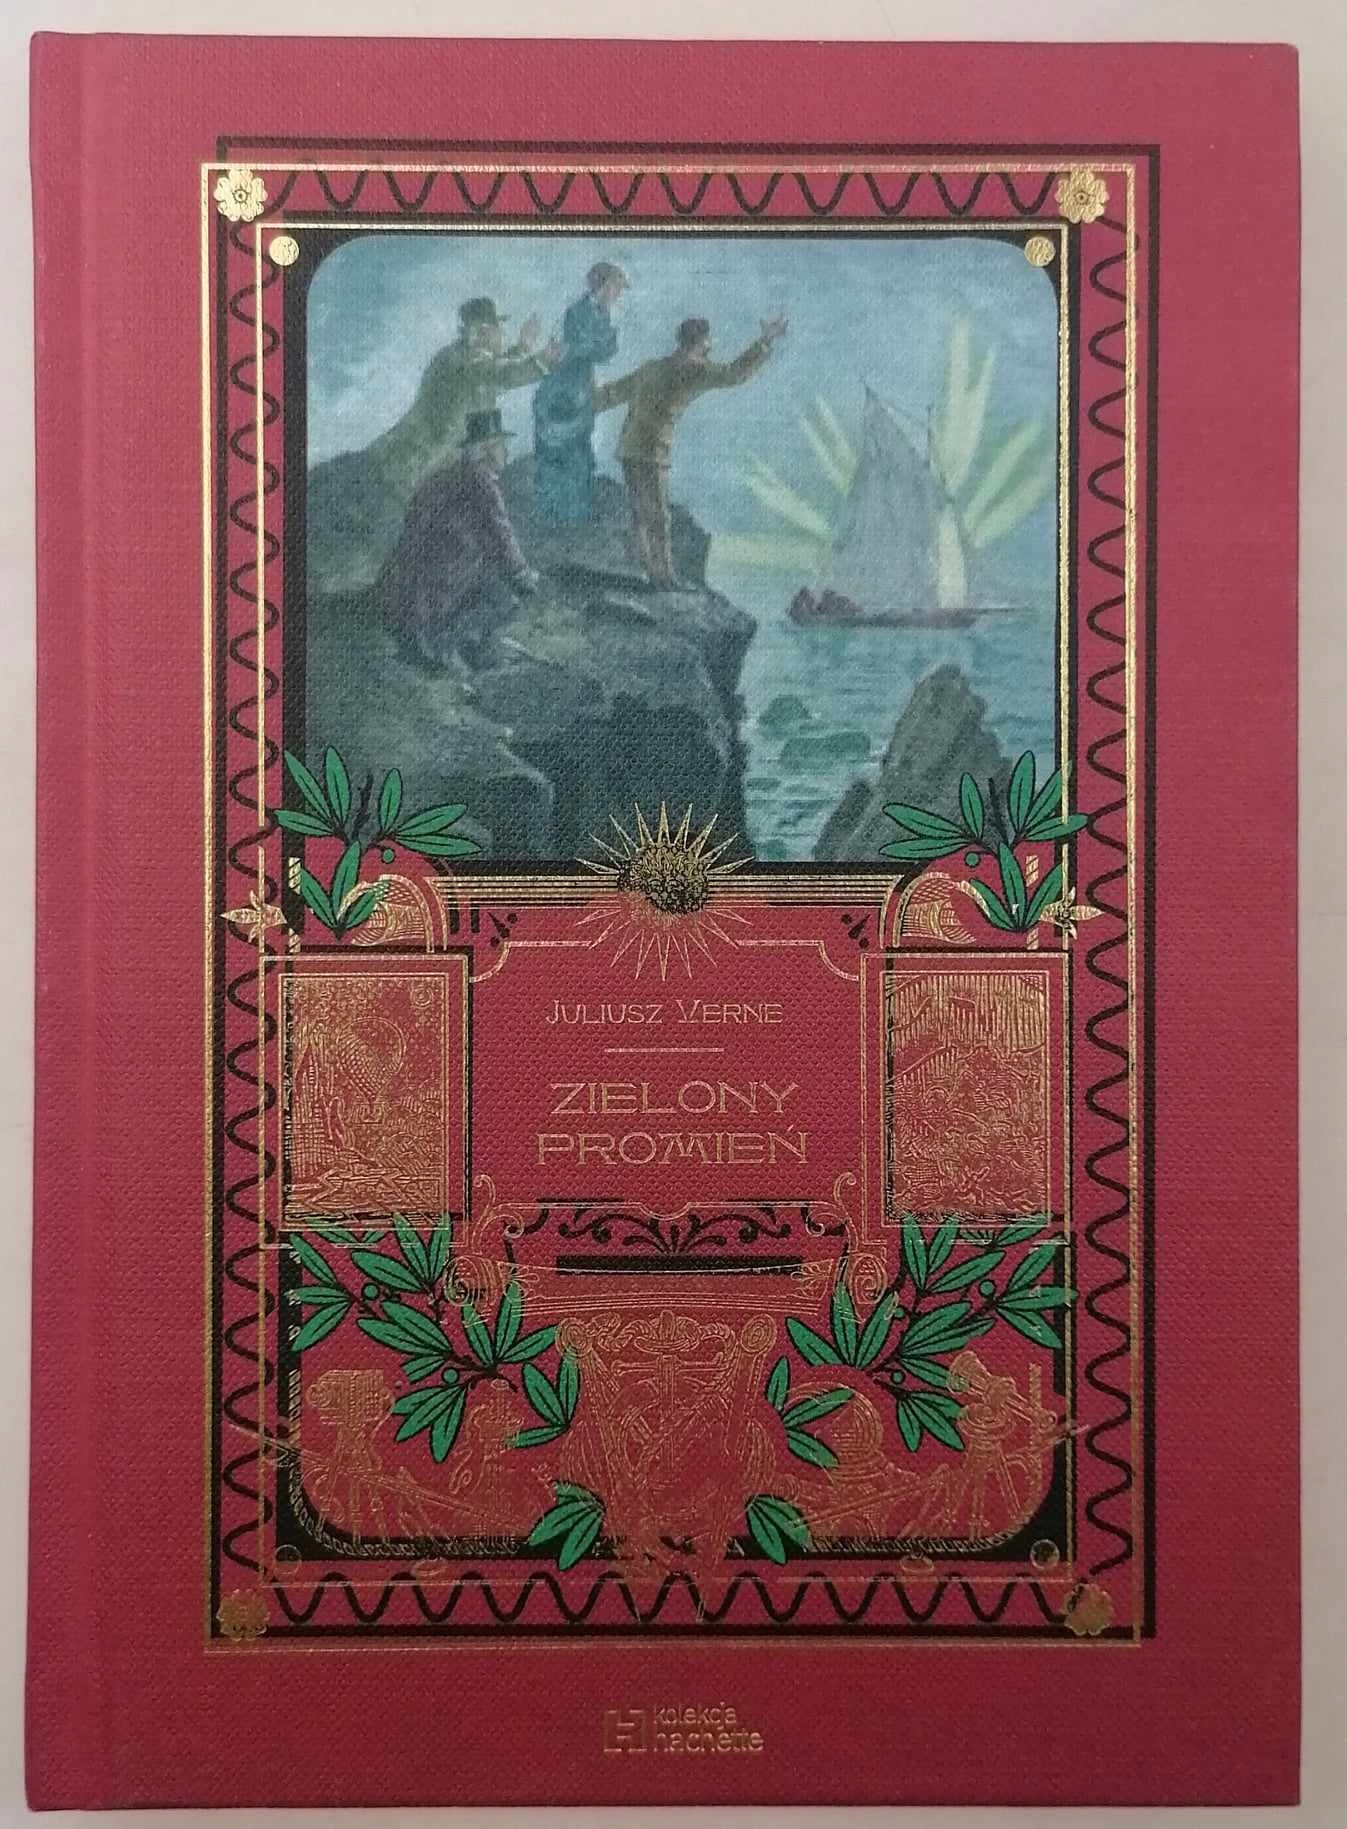 JULIUSZ VERNE
ZIELONY
PROMIEŃ
kolekcja
hachette